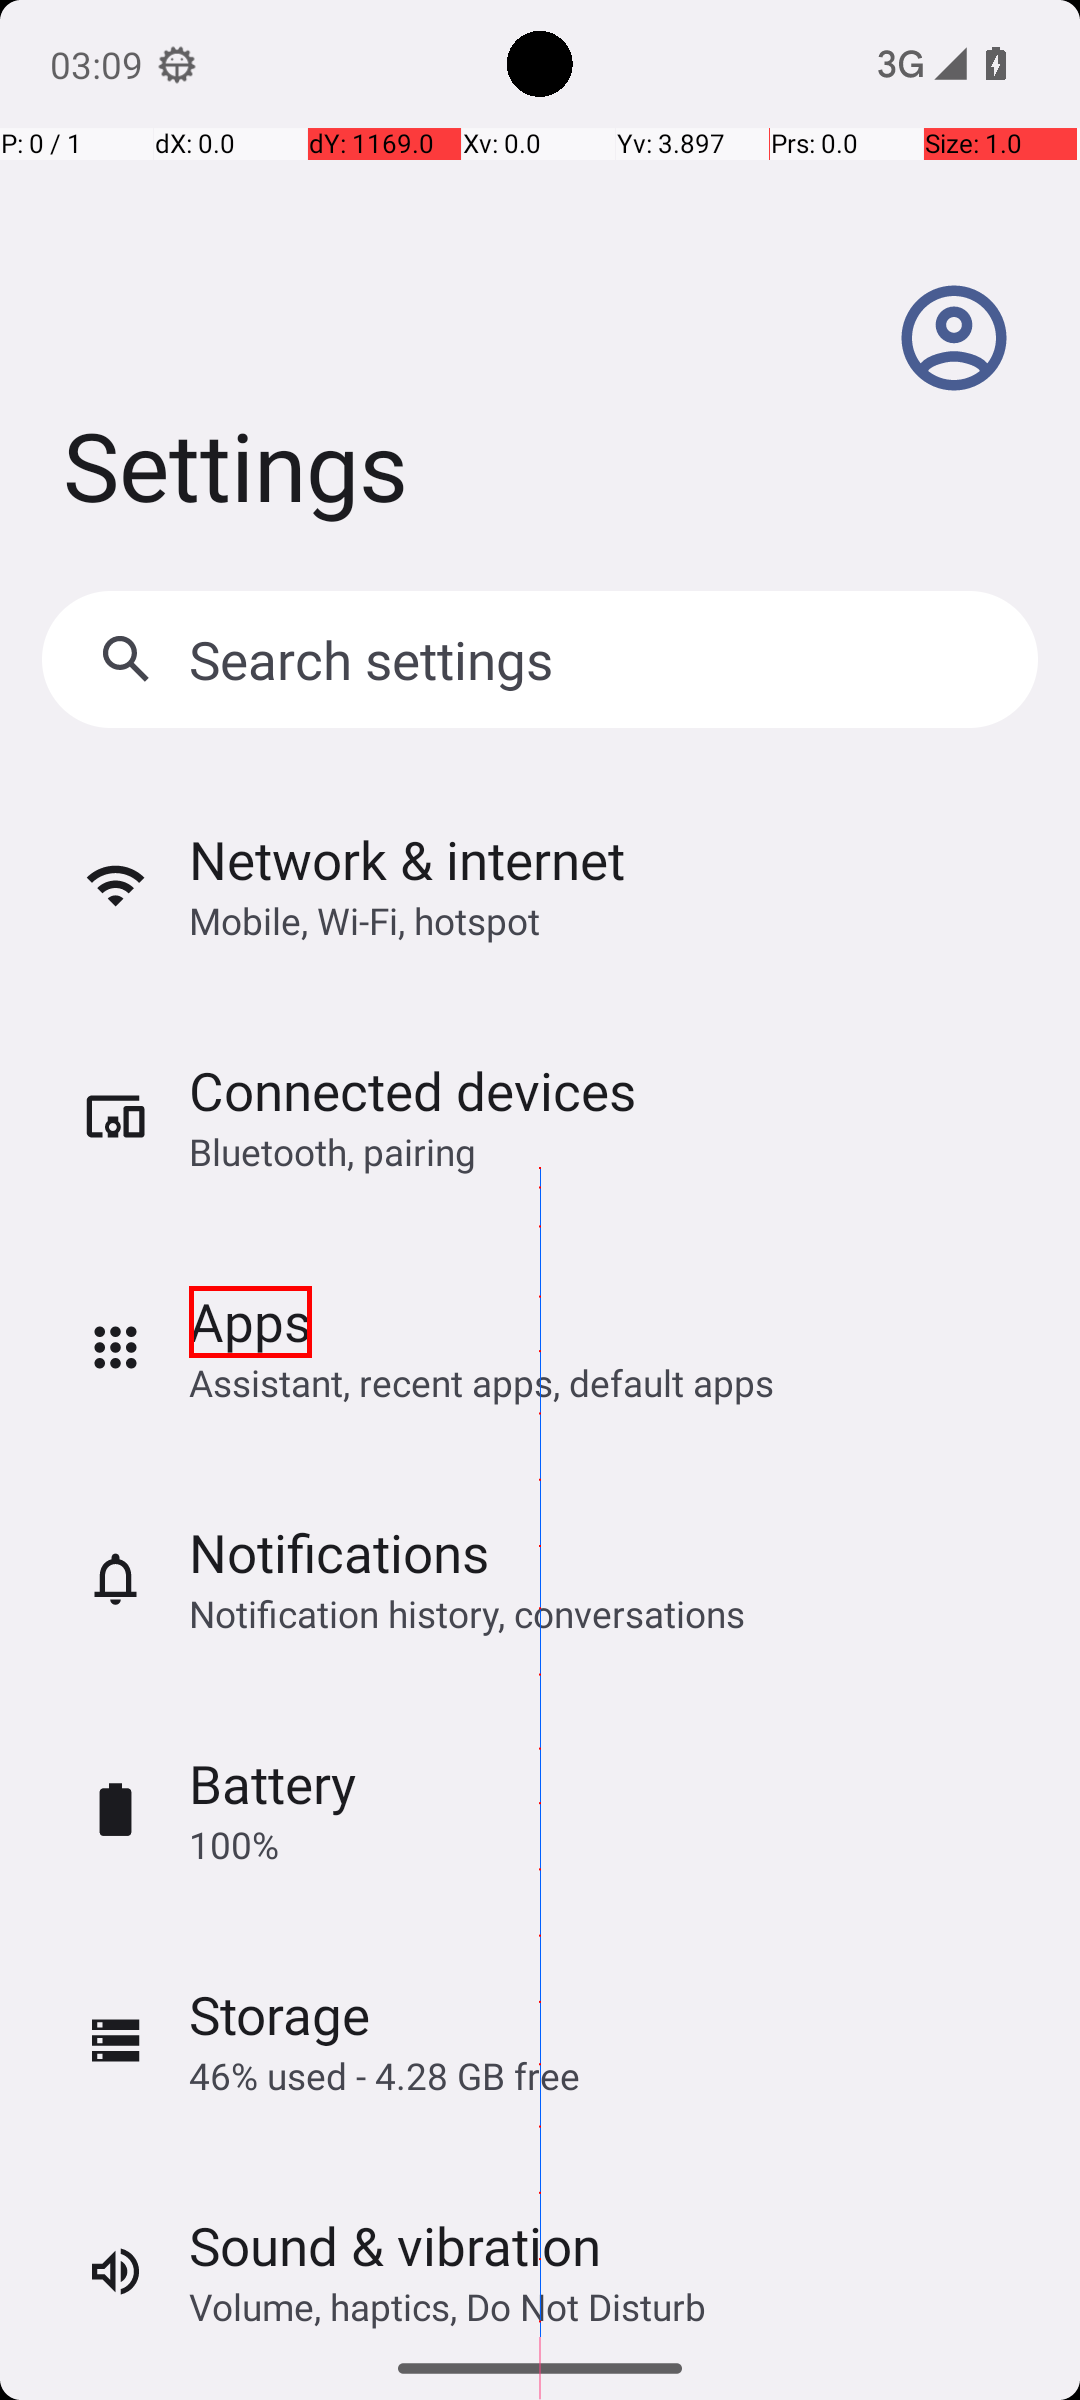 03:09 3G
P: 0 / 1 dX: 0.0 dY: 1169.0 Xv: 0.0 Yv: 3.897 Prs: 0.0 Size: 1.0
Settings
Search settings
Network & internet
Mobile, Wi-Fi, hotspot
Connected devices
Bluetooth, pairing
Apps
Assistant, recent apps, default apps
Notifications
Notification history, conversations
Battery
100%
Storage
46% used - 4.28 GB free
Sound & vibration
Volume, haptics, Do Not Disturb